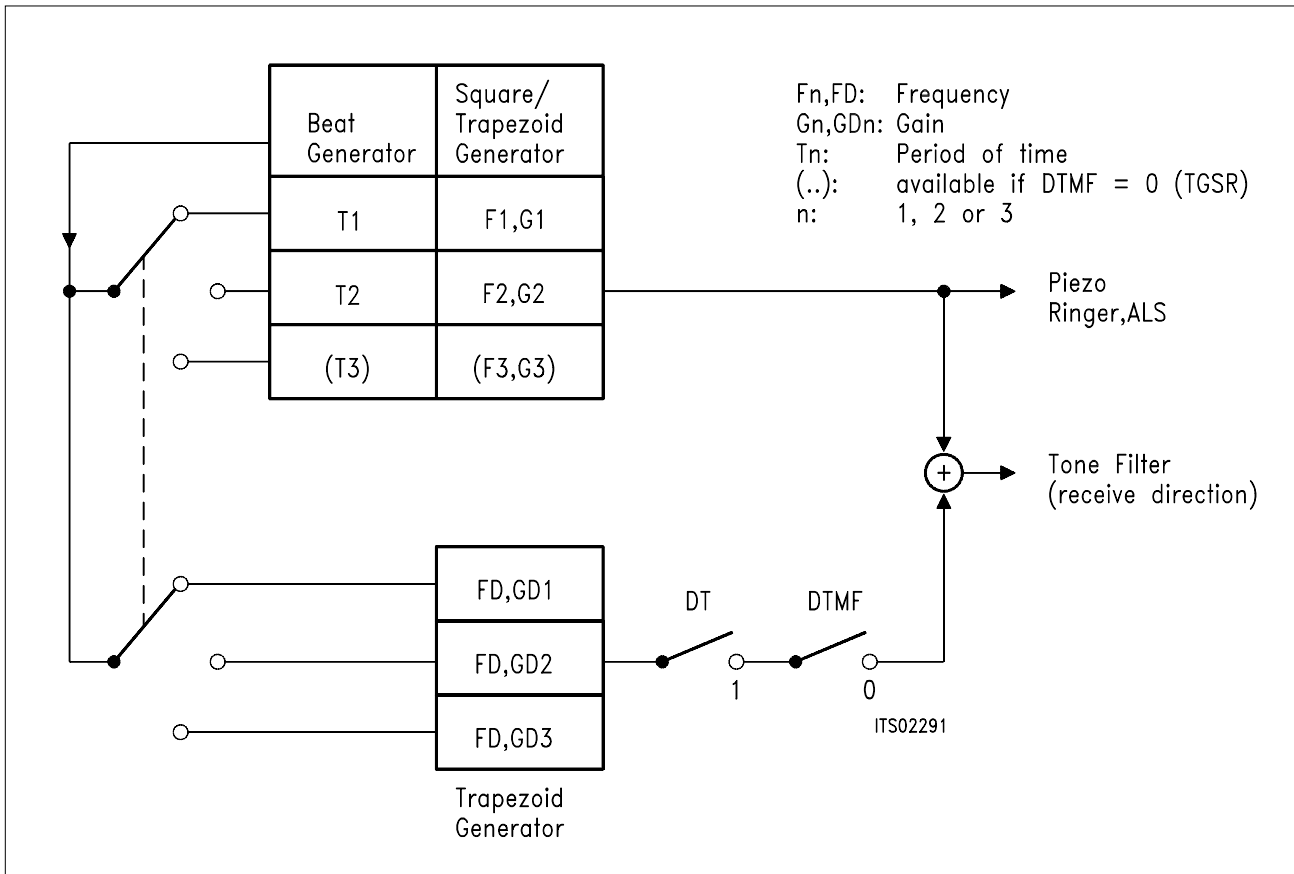 Beat
Generator
Square/
Trapezoid
Generator
Fn,FD: Frequency
Gn,GDn: Gain
Tn: Period of time
(..): available if DTMF = 0 (TGSR)
n: 1, 2 or 3
T1
F1,G1
T2
F2,G2
(T3)
(F3,G3)
Piezo
Ringer,ALS
+
Tone Filter
(receive direction)
FD,GD1
FD,GD2
FD,GD3
DT
DTMF
1
0
ITS02291
Trapezoid
Generator